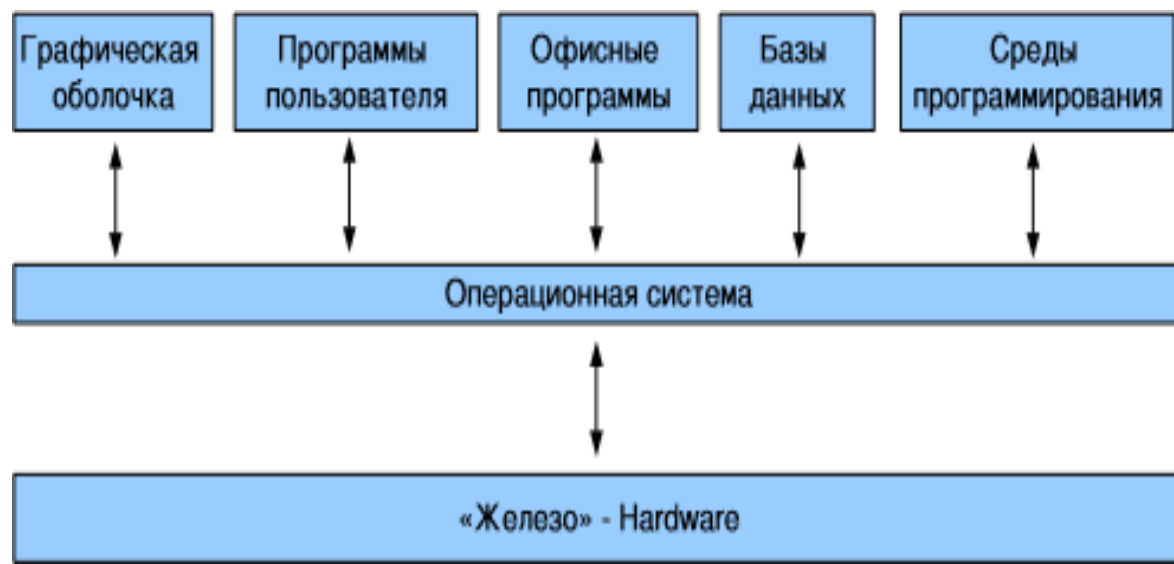 Графическая
оболочка
Программы
пользователя
Офисные
программы
Базы
данных
Среды
программирования
Операционная система
«Железо» - Hardware